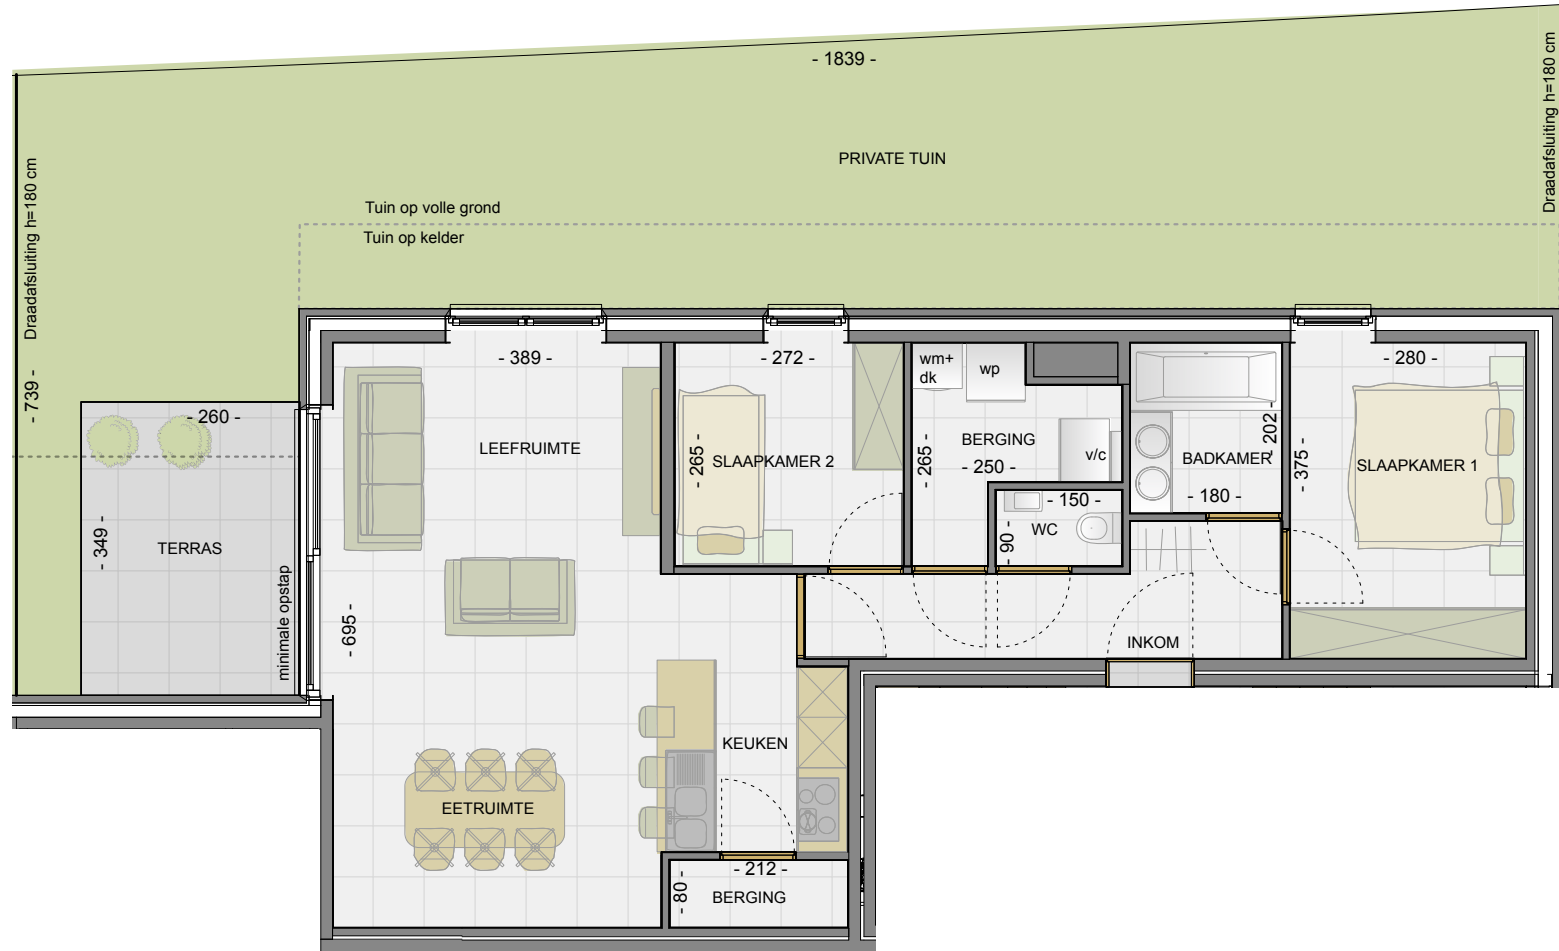 - 1839 -
Draadafsluiting h=180 cm
PRIVATE TUIN
Draadafsluiting h=180 cm
- 739 -
Tuin op volle grond
Tuin op kelder
- 389 -
- 272 -
wm+
dk
wp
- 280 -
- 260 -
LEEFRUIMTE
- 265 -
SLAAPKAMER 2
- 265 -
BERGING
- 250 -
v/c
- 202 -
BADKAMER
- 180 -
- 375 -
SLAAPKAMER 1
- 349 -
TERRAS
- 150 -
WC
- 90 -
minimale opstap
- 695 -
INKOM
KEUKEN
EETRUIMTE
- 212 -
- 80 -
BERGING